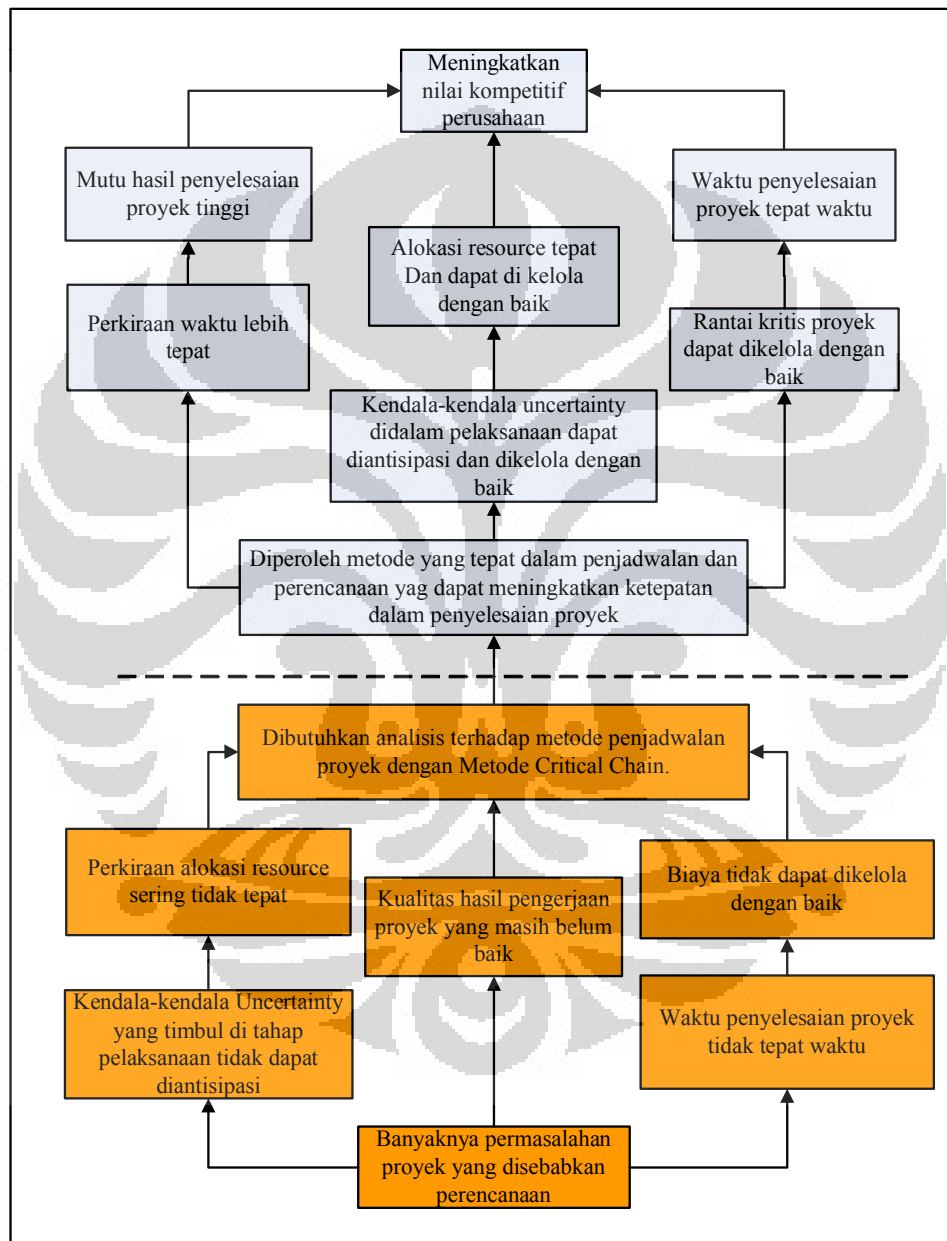 Meningkatkan
nilai kompetitif
perusahaan
Mutu hasil penyelesaian
proyek tinggi
Waktu penyelesaian
proyek tepat waktu
Alokasi resource tepat
Dan dapat di kelola
dengan baik
Perkiraan waktu lebih
tepat
Rantai kritis proyek
dapat dikelola dengan
baik
Kendala-kendala uncertainty
didalam pelaksanaan dapat
diantisipasi dan dikelola dengan
baik
Diperoleh metode yang tepat dalam penjadwalan dan
perencanaan yag dapat meningkatkan ketepatan
dalam penyelesaian proyek
Dibutuhkan analisis terhadap metode penjadwalan
proyek dengan Metode Critical Chain.
Perkiraan alokasi resource
sering tidak tepat
Kualitas hasil pengerjaan
proyek yang masih belum
baik
Biaya tidak dapat dikelola
dengan baik
Kendala-kendala Uncertainty
yang timbul di tahap
pelaksanaan tidak dapat
diantisipasi
Waktu penyelesaian proyek
tidak tepat waktu
Banyaknya permasalahan
proyek yang disebabkan
perencanaan